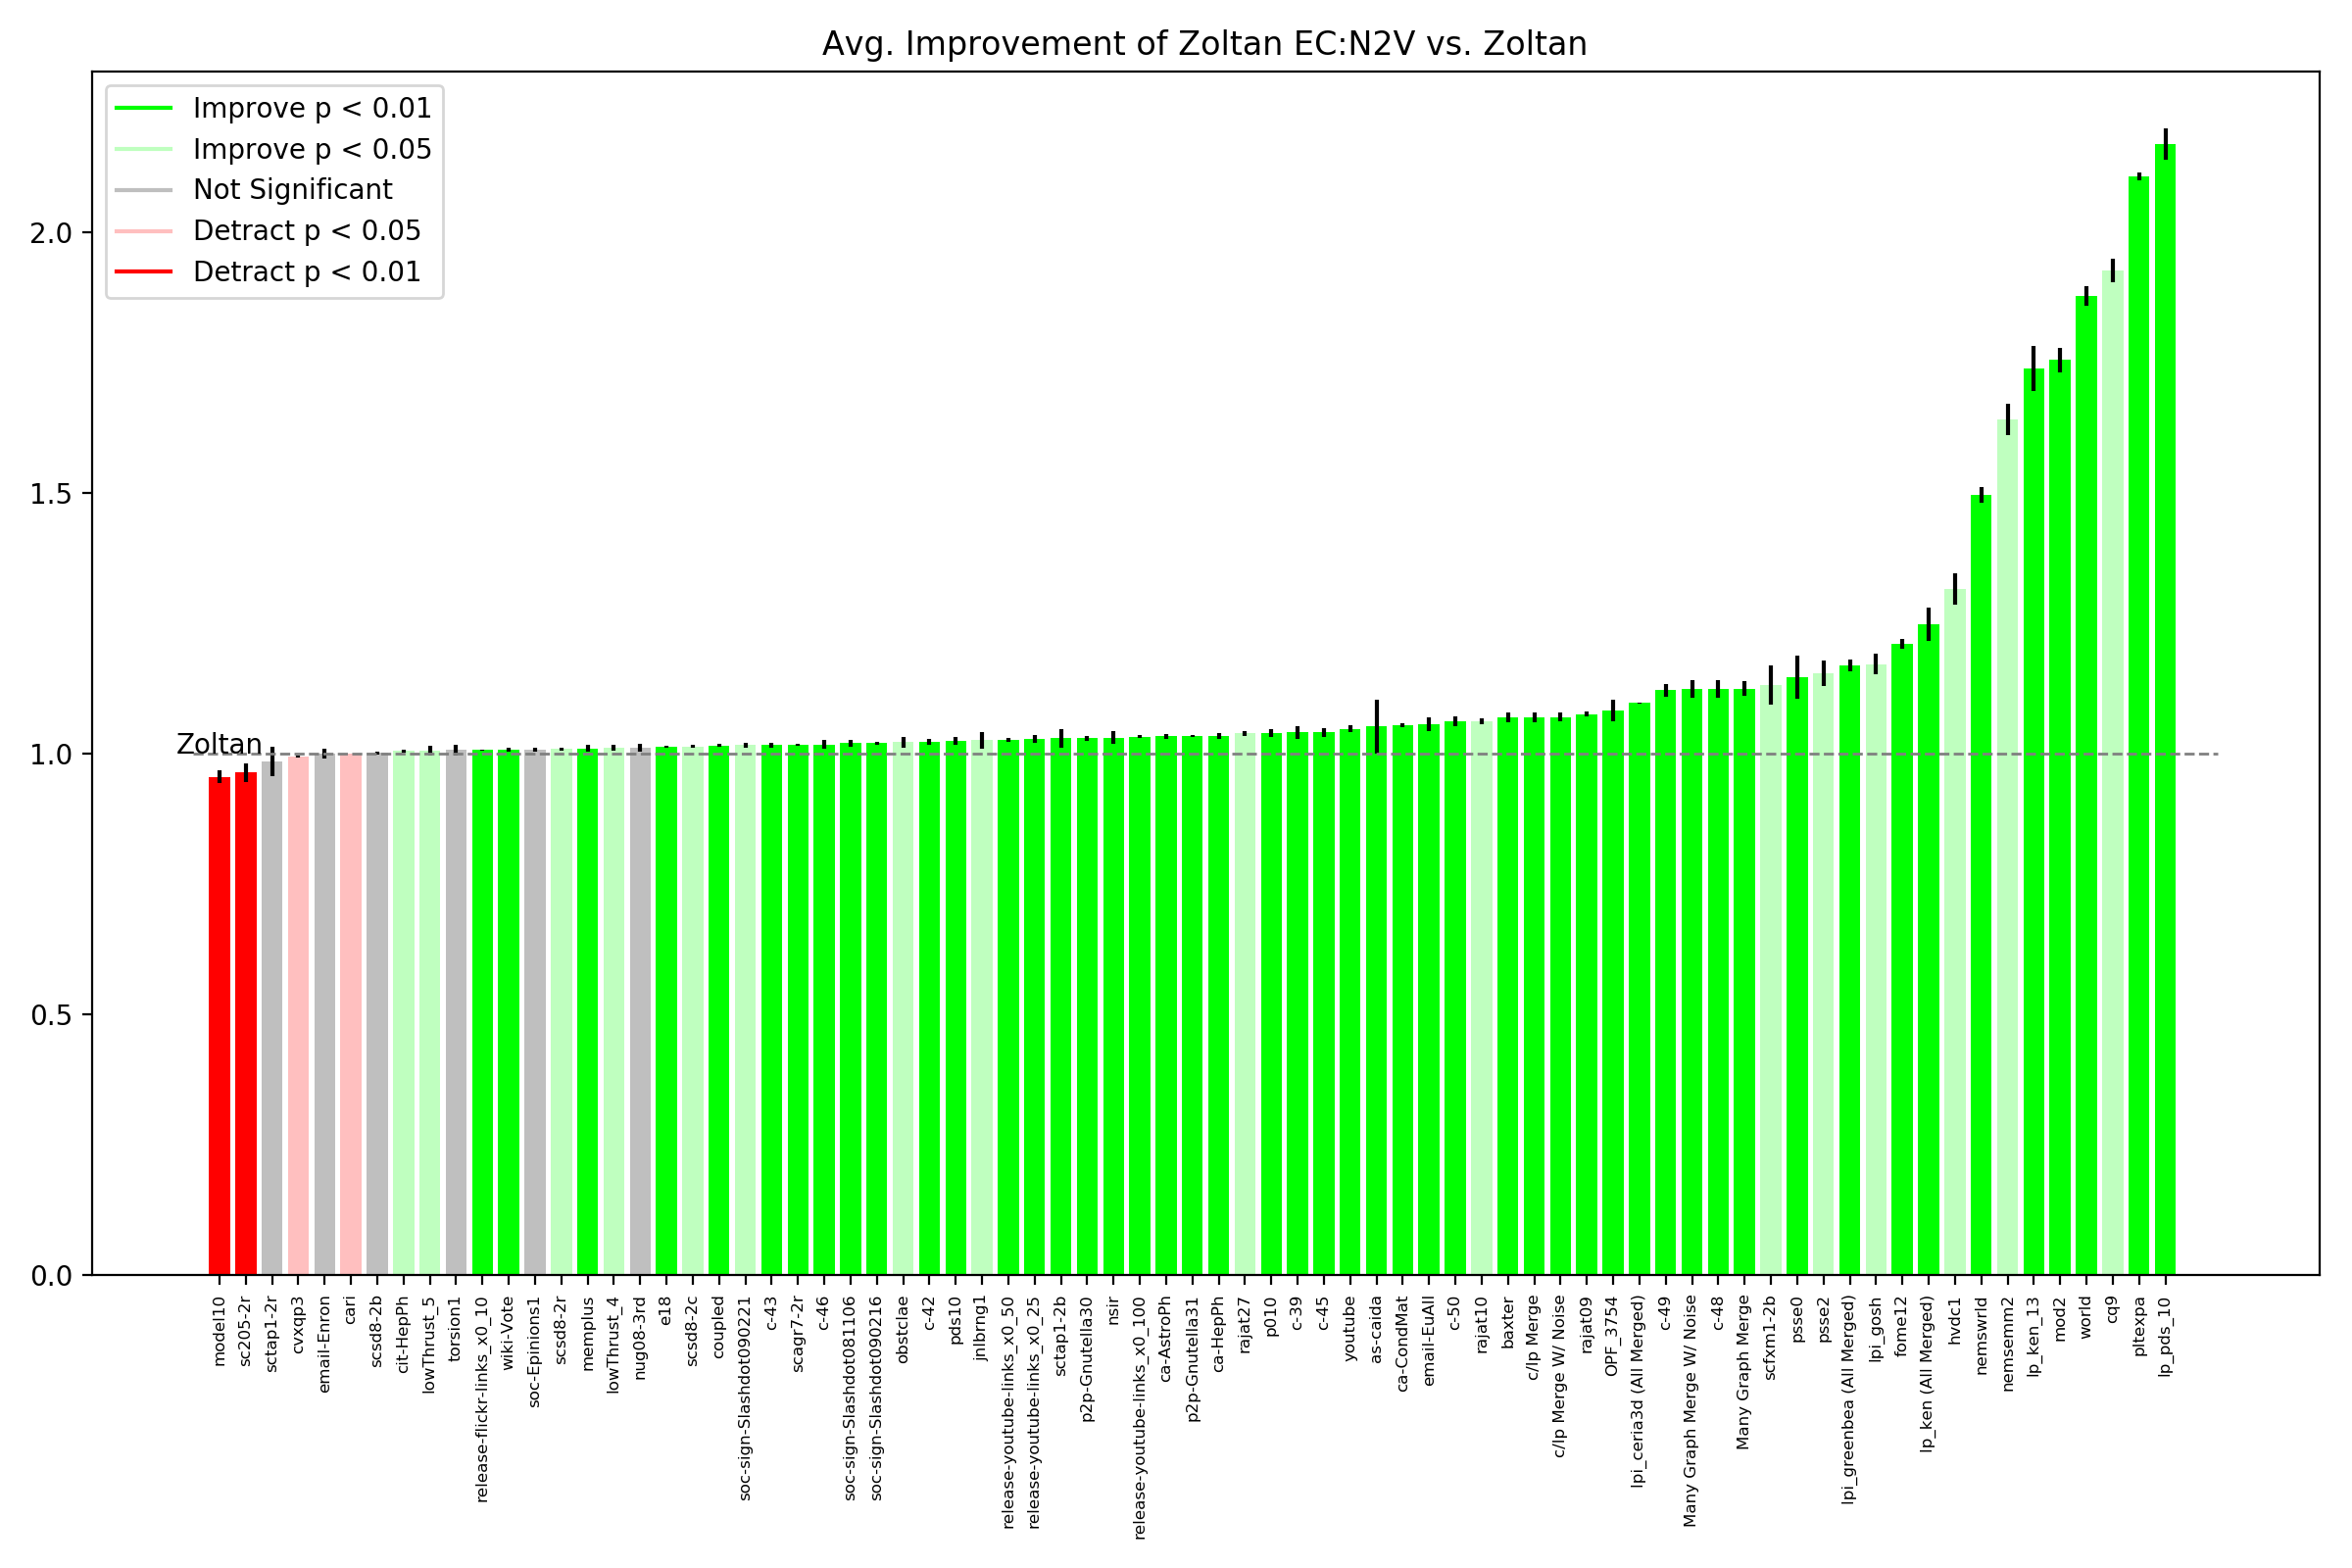 Avg. Improvement of Zoltan EC:N2V vs. Zoltan
Improve p < 0.01
Improve p < 0.05
Not Significant
Detract p < 0.05
Detract p < 0.01
2.0
1.5
1.0
0.5
0.0
Zoltan
model10
sc205-2r
sctap1-2r
cvxqp3
email-Enron
cari
scsd8-2b
cit-HepPh
lowThrust_5
torsion1
release-flickr-links_x0_10
wiki-Vote
soc-Epinions1
scsd8-2r
memplus
lowThrust_4
nug08-3rd
e18
scsd8-2c
coupled
soc-sign-Slashdot090221
c-43
scagr7-2r
c-46
soc-sign-Slashdot081106
soc-sign-Slashdot090216
obstclae
c-42
pds10
jnlbrng1
release-youtube-links_x0_50
release-youtube-links_x0_25
sctap1-2b
p2p-Gnutella30
nsir
release-youtube-links_x0_100
ca-AstroPh
p2p-Gnutella31
ca-HepPh
rajat27
p010
c-39
c-45
youtube
as-caida
ca-CondMat
email-EuAll
c-50
rajat10
baxter
c/lp Merge
c/lp Merge W/ Noise
rajat09
OPF_3754
lpi_ceria3d (All Merged)
c-49
Many Graph Merge W/ Noise
c-48
Many Graph Merge
scfxm1-2b
psse0
psse2
lpi_greenbea (All Merged)
lpi_gosh
fome12
lp_ken (All Merged)
hvdc1
nemswrld
nemsemm2
lp_ken_13
mod2
world
cq9
pltexpa
lp_pds_10